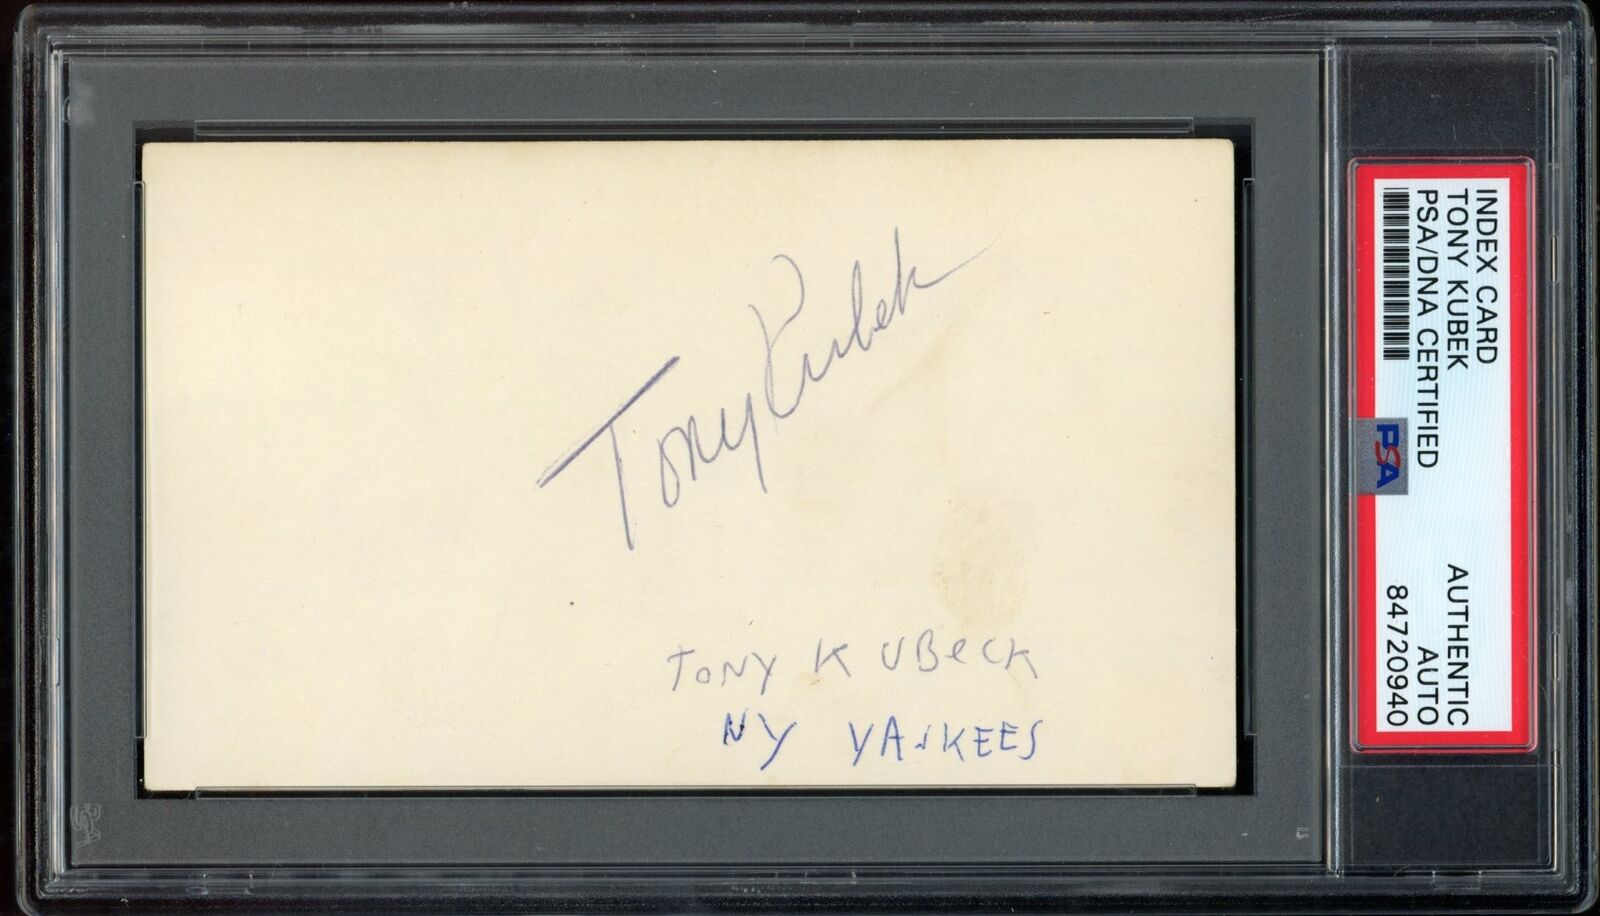 Tony Kubek
TONY KUBECK
NY YANKEES
INDEX CARD
TONY KUBEK
PSA/DNA CERTIFIED
PSA
AUTHENTIC
AUTO
84720940